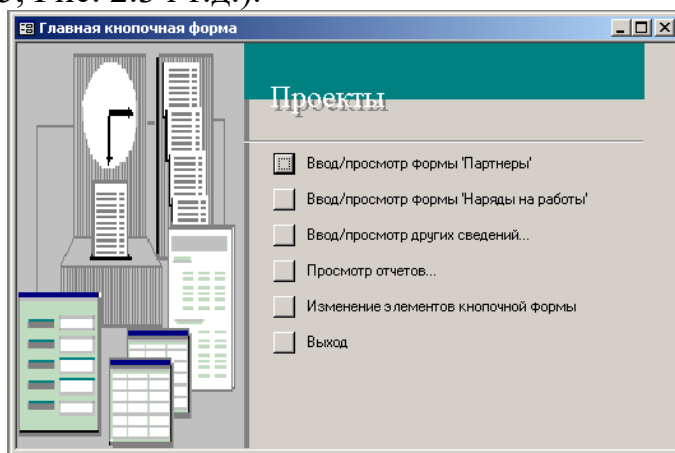 Главная кнопочная форма
Проекты
Ввод/просмотр формы 'Партнеры'
Ввод/просмотр формы 'Наряды на работы'
Ввод/просмотр других сведений...
Просмотр отчетов...
Изменение элементов кнопочной формы
Выход